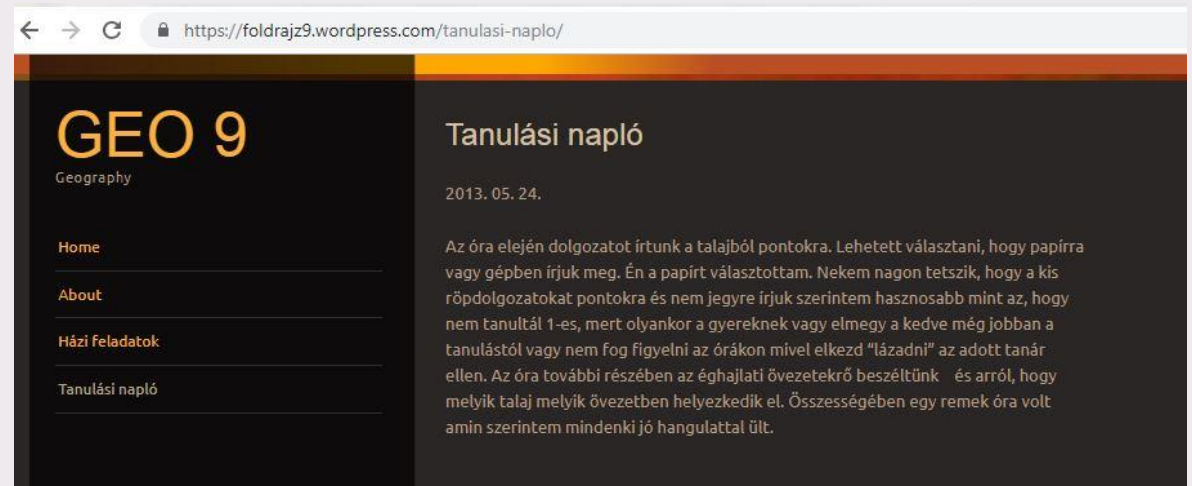 https://foldrajz9.wordpress.com/tanulasi-naplo/
GEO 9
Geography
Home
About
Házi feladatok
Tanulási napló
Tanulási napló
2013. 05. 24.
Az óra elején dolgozatot írtunk a talajból pontokra. Lehetett választani, hogy papírra
vagy gépben írjuk meg. Én a papírt választottam. Nekem nagon tetszik, hogy a kis
röpdolgozatokat pontokra és nem jegyre írjuk szerintem hasznosabb mint az, hogy
nem tanultál 1-es, mert olyankor a gyereknek vagy elmegy a kedve még jobban a
tanulástól vagy nem fog figyelni az órákon mivel elkezd “lázadni” az adott tanár
ellen. Az óra további részében az éghajlati övezetekrő beszéltünk és arról, hogy
melyik talaj melyik övezetben helyezkedik el. Összességében egy remek óra volt
amin szerintem mindenki jó hangulattal ült.